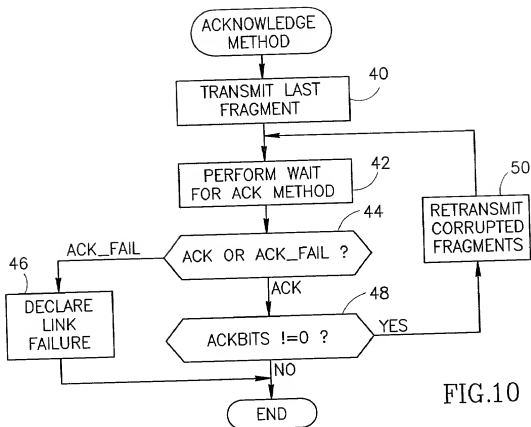 ACKNOWLEDGE
METHOD
40
TRANSMIT LAST
FRAGMENT
42
PERFORM WAIT
FOR ACK METHOD
50
RETRANSMIT
CORRUPTED
FRAGMENTS
44
ACK OR ACK_FAIL ?
ACK_FAIL
ACK
46
DECLARE
LINK
FAILURE
48
ACKBITS !=0 ?
YES
NO
END
FIG.10